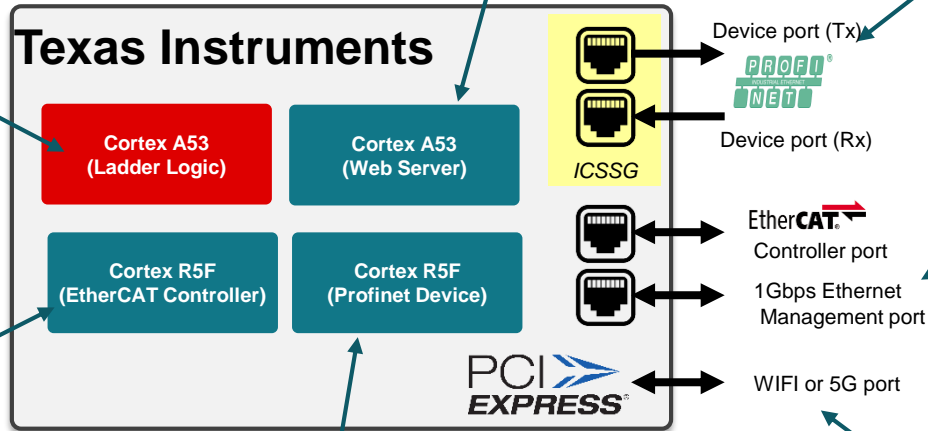 Texas Instruments
Cortex A53
(Ladder Logic)
Cortex A53
(Web Server)
ICSSG
Cortex R5F
(EtherCAT Controller)
Cortex R5F
(Profinet Device)
PCI
EXPRESS®
Device port (Tx)
PROFI®
INDUSTRIAL ETHERNET
NET
Device port (Rx)
EtherCAT®
Controller port
1Gbps Ethernet
Management port
WIFI or 5G port